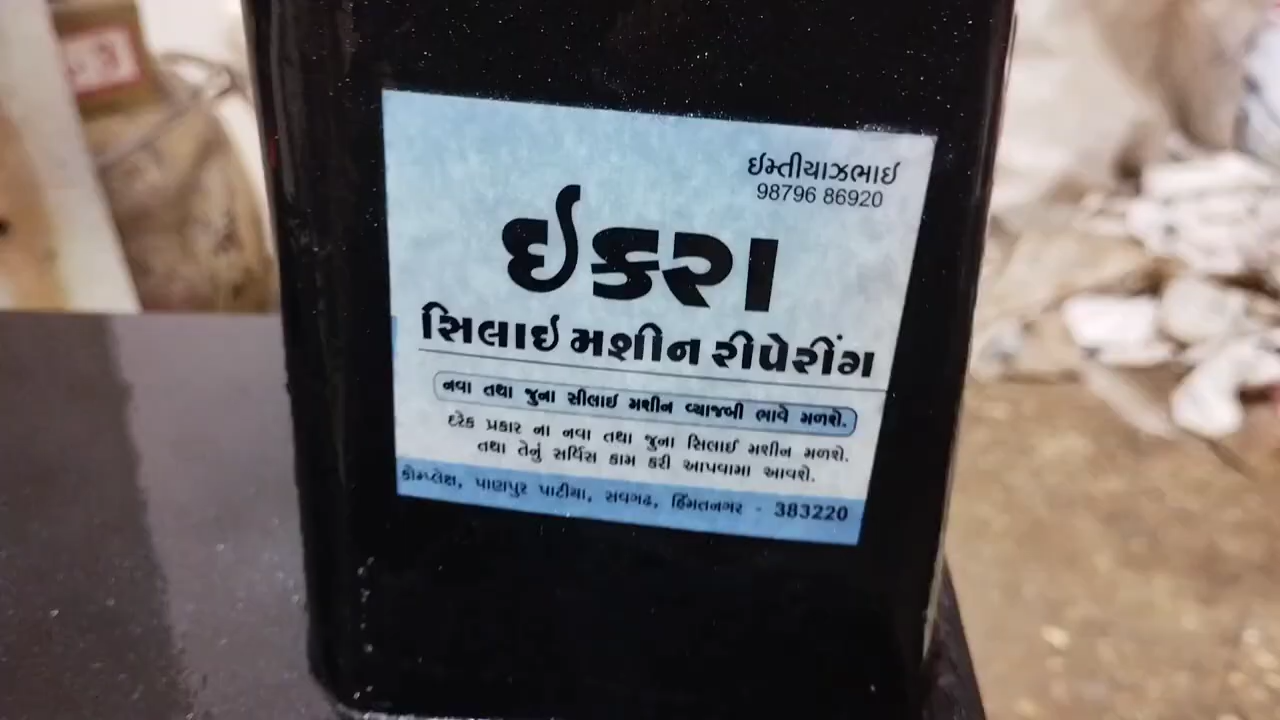 ઈમ્તીયાઝભાઈ
98796 86920
ઇકરા
સિલાઇ મશીન રીપેરીંગ
નવા તથા જુના સીલાઈ મશીન વ્યાજબી ભાવે મળશે.
દરેક પ્રકાર ના નવા તથા જુના સિલાઈ મશીન મળશે.
તથા તેનું સર્વિસ કામ કરી આપવામા આવશે.
કોમ્પ્લેક્ષ, પાણપુર પાટીયા, સવગઢ, હિંમતનગર - 383220